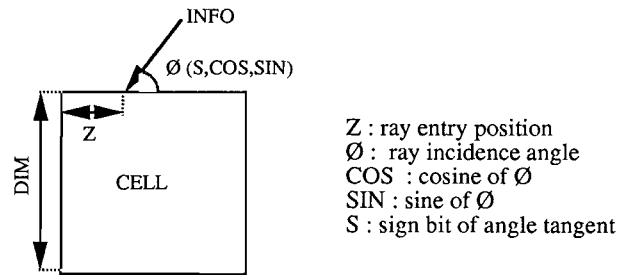 INFO
Ø (S,COS,SIN)
Z
DIM
CELL
Z : ray entry position
Ø : ray incidence angle
COS : cosine of Ø
SIN : sine of Ø
S : sign bit of angle tangent